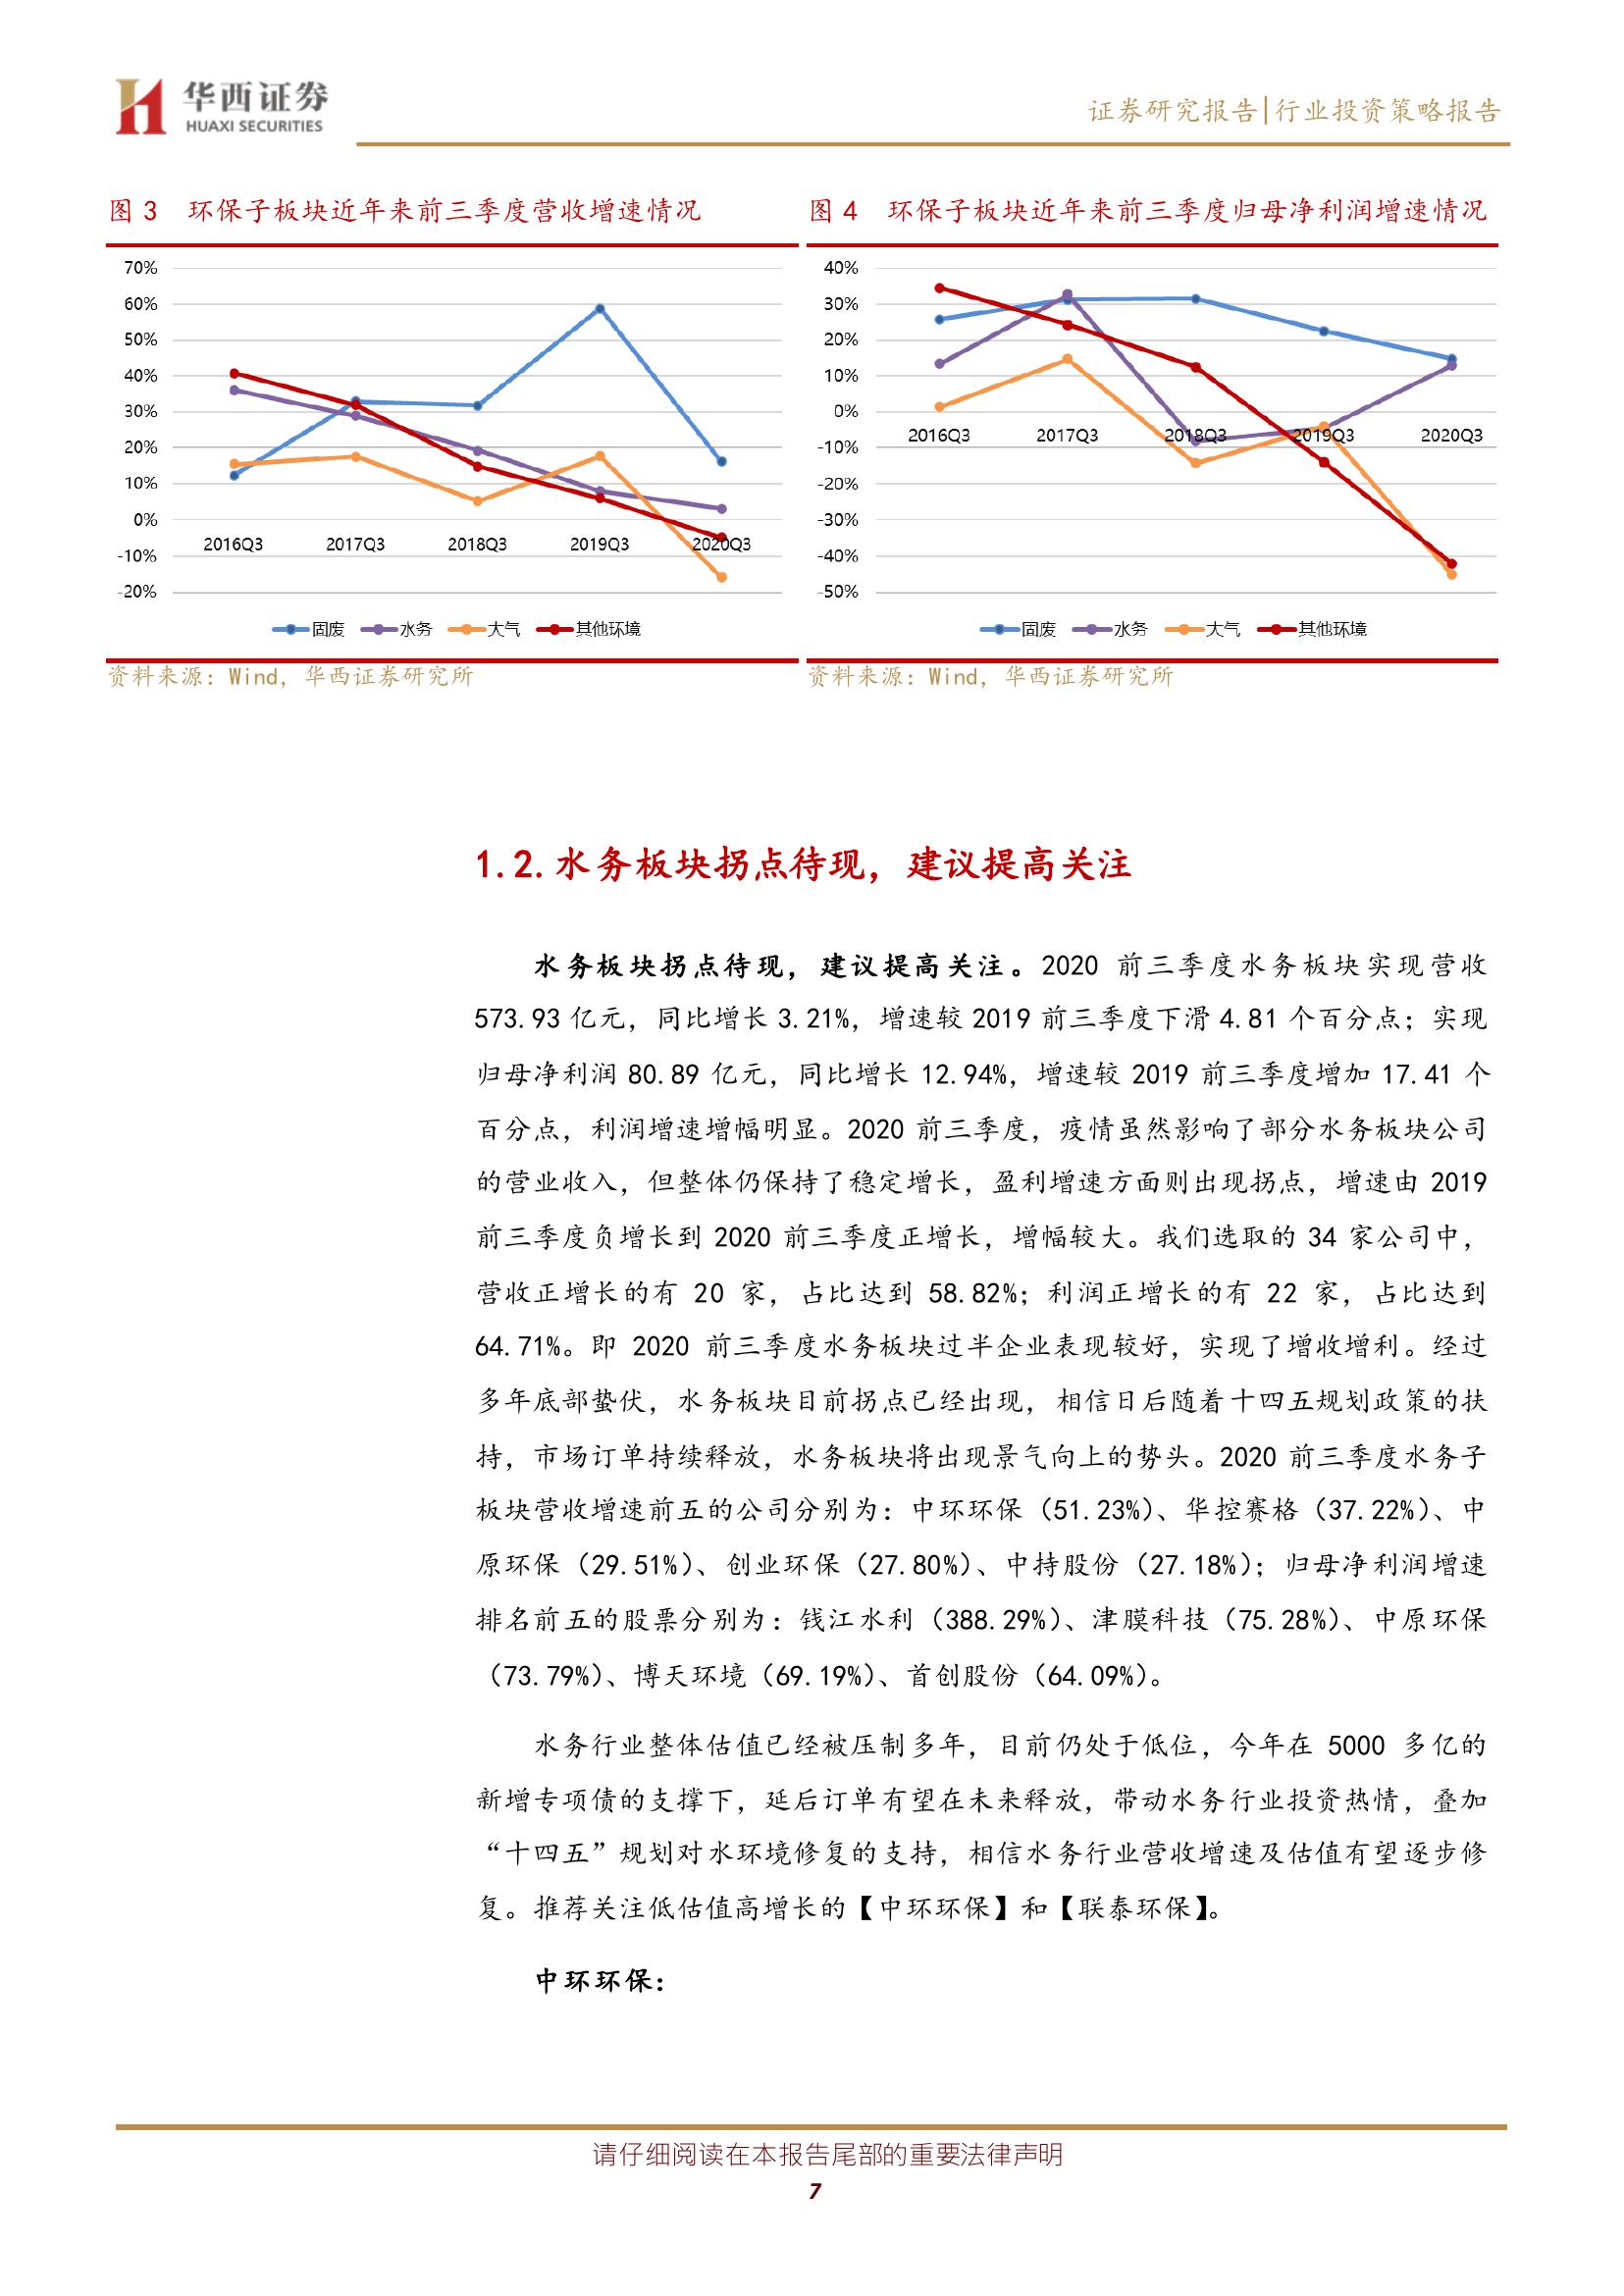 华西证券
HUAXI SECURITIES
证券研究报告|行业投资策略报告
图 3 环保子板块近年来前三季度营收增速情况
70%
60%
50%
40%
30%
20%
10%
0%
-10%
-20%
2016Q3 2017Q3 2018Q3 2019Q3 2020Q3
固废 水务 大气 其他环境
资料来源：Wind，华西证券研究所
图 4 环保子板块近年来前三季度归母净利润增速情况
40%
30%
20%
10%
0%
-10%
-20%
-30%
-40%
-50%
2016Q3 2017Q3 2018Q3 2019Q3 2020Q3
固废 水务 大气 其他环境
资料来源：Wind，华西证券研究所
1.2.水务板块拐点待现，建议提高关注
水务板块拐点待现，建议提高关注。2020 前三季度水务板块实现营收
573.93 亿元，同比增长 3.21%，增速较 2019 前三季度下滑 4.81 个百分点；实现
归母净利润 80.89 亿元，同比增长 12.94%，增速较 2019 前三季度增加 17.41 个
百分点，利润增速增幅明显。2020 前三季度，疫情虽然影响了部分水务板块公司
的营业收入，但整体仍保持了稳定增长，盈利增速方面则出现拐点，增速由 2019
前三季度负增长到 2020 前三季度正增长，增幅较大。我们选取的 34 家公司中，
营收正增长的有 20 家，占比达到 58.82%；利润正增长的有 22 家，占比达到
64.71%。即 2020 前三季度水务板块过半企业表现较好，实现了增收增利。经过
多年底部蛰伏，水务板块目前拐点已经出现，相信日后随着十四五规划政策的扶
持，市场订单持续释放，水务板块将出现景气向上的势头。2020 前三季度水务子
板块营收增速前五的公司分别为：中环环保（51.23%）、华控赛格（37.22%）、中
原环保（29.51%）、创业环保（27.80%）、中持股份（27.18%）；归母净利润增速
排名前五的股票分别为：钱江水利（388.29%）、津膜科技（75.28%）、中原环保
（73.79%）、博天环境（69.19%）、首创股份（64.09%）。
水务行业整体估值已经被压制多年，目前仍处于低位，今年在 5000 多亿的
新增专项债的支撑下，延后订单有望在未来释放，带动水务行业投资热情，叠加
“十四五”规划对水环境修复的支持，相信水务行业营收增速及估值有望逐步修
复。推荐关注低估值高增长的【中环环保】和【联泰环保】。
中环环保：
请仔细阅读在本报告尾部的重要法律声明
7